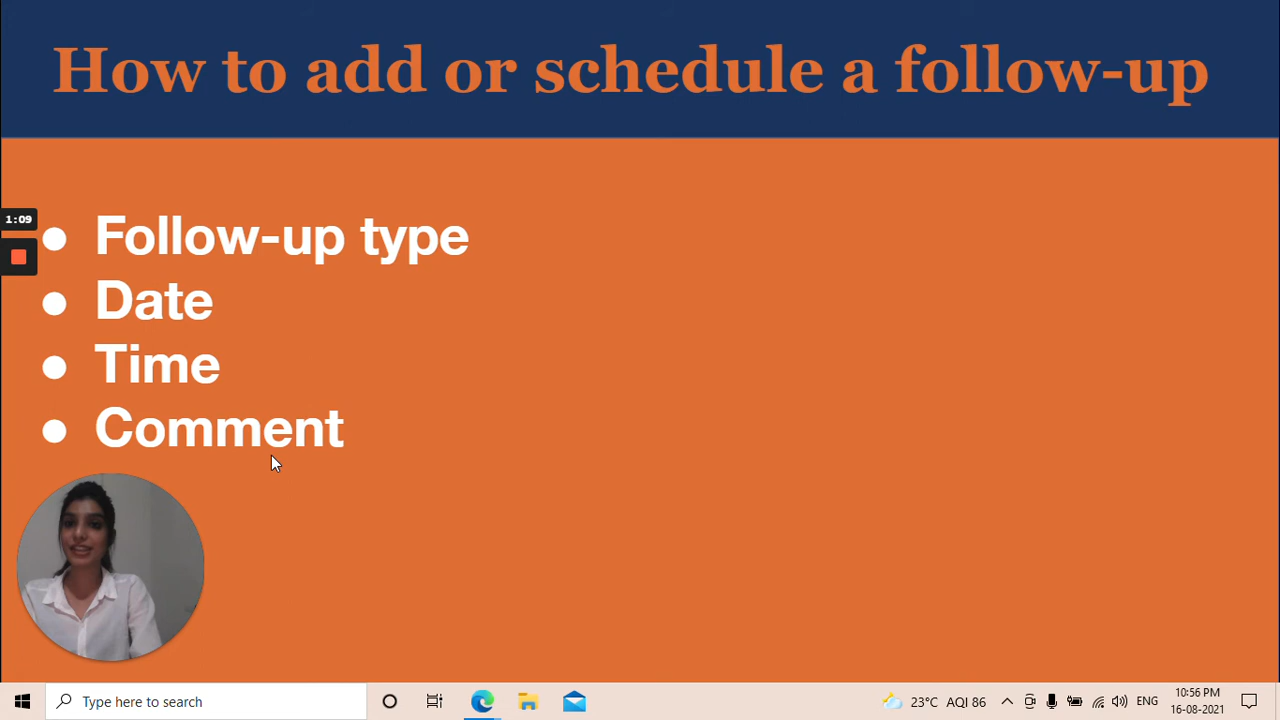 How to add or schedule a follow-up
1:09
● Follow-up type
● Date
● Time
● Comment
Type here to search
23°C AQI 86
ENG
10:56 PM
16-08-2021